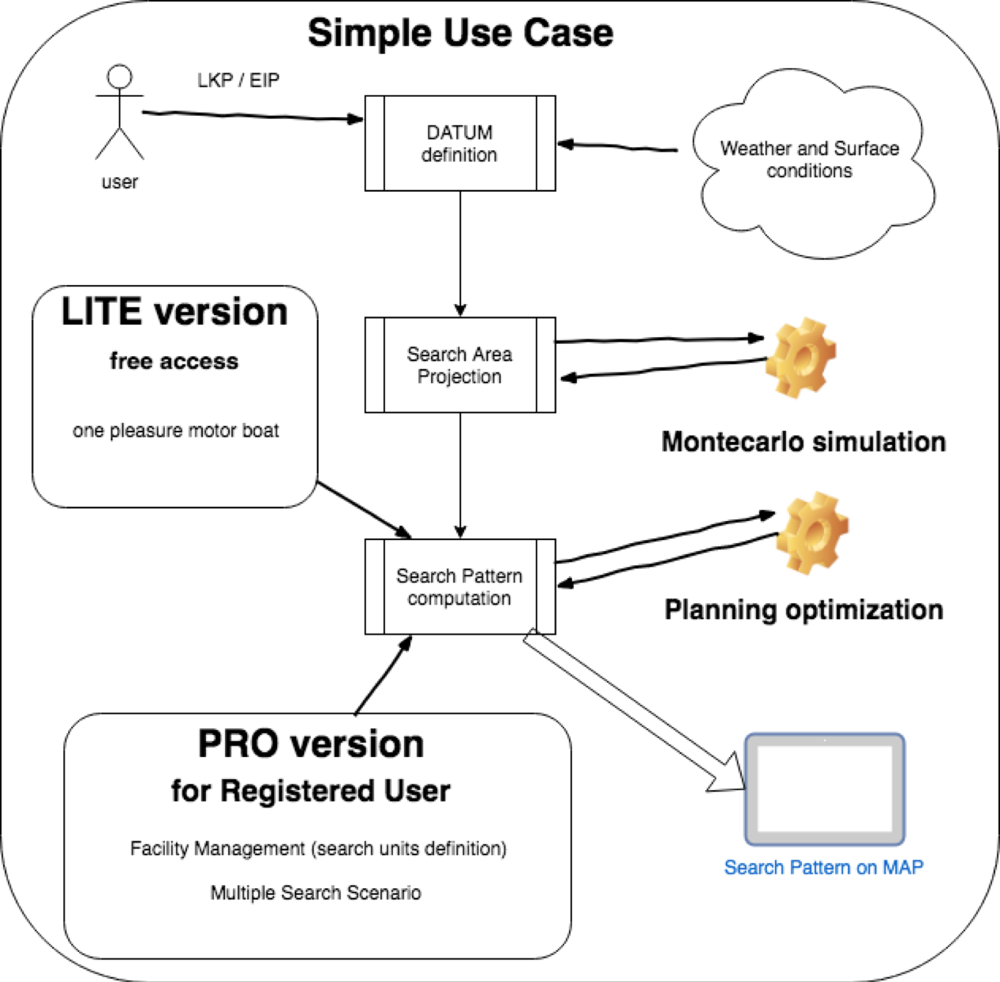 Simple Use Case
LKP / EIP
user
DATUM
definition
Weather and Surface
conditions
LITE version
free access
one pleasure motor boat
Search Area
Projection
Montecarlo simulation
Search Pattern
computation
Planning optimization
PRO version
for Registered User
Facility Management (search units definition)
Multiple Search Scenario
Search Pattern on MAP